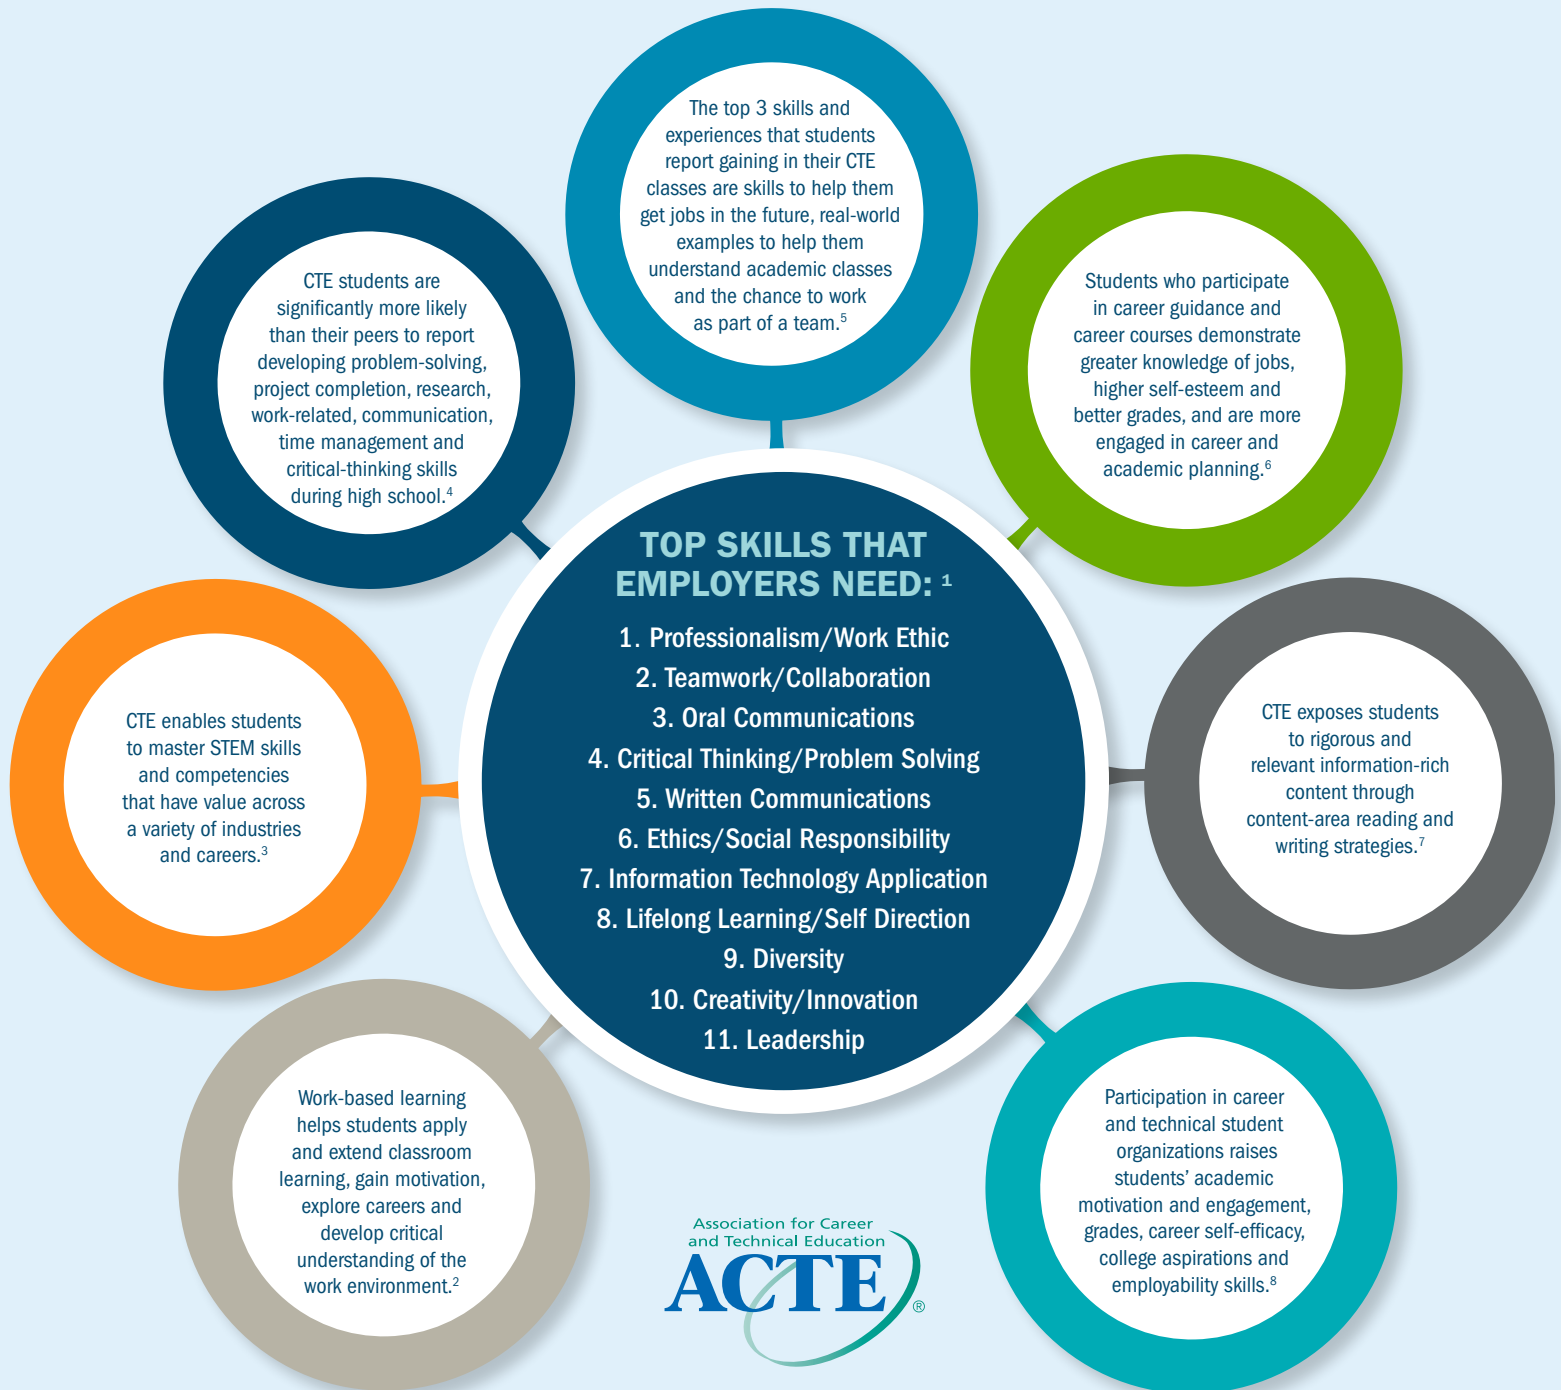 The top 3 skills and
experiences that students
report gaining in their CTE
classes are skills to help them
get jobs in the future, real-world
examples to help them
understand academic classes
and the chance to work
as part of a team.5
CTE students are
significantly more likely
than their peers to report
developing problem-solving,
project completion, research,
work-related, communication,
time management and
critical-thinking skills
during high school.4
Students who participate
in career guidance and
career courses demonstrate
greater knowledge of jobs,
higher self-esteem and
better grades, and are more
engaged in career and
academic planning.6
TOP SKILLS THAT
EMPLOYERS NEED: 1
1. Professionalism/Work Ethic
2. Teamwork/Collaboration
3. Oral Communications
4. Critical Thinking/Problem Solving
5. Written Communications
6. Ethics/Social Responsibility
7. Information Technology Application
8. Lifelong Learning/Self Direction
9. Diversity
10. Creativity/Innovation
11. Leadership
CTE enables students
to master STEM skills
and competencies
that have value across
a variety of industries
and careers.3
CTE exposes students
to rigorous and
relevant information-rich
content through
content-area reading and
writing strategies.7
Work-based learning
helps students apply
and extend classroom
learning, gain motivation,
explore careers and
develop critical
understanding of the
work environment.2
Participation in career
and technical student
organizations raises
students’ academic
motivation and engagement,
grades, career self-efficacy,
college aspirations and
employability skills.8
Association for Career
and Technical Education
ACTE®